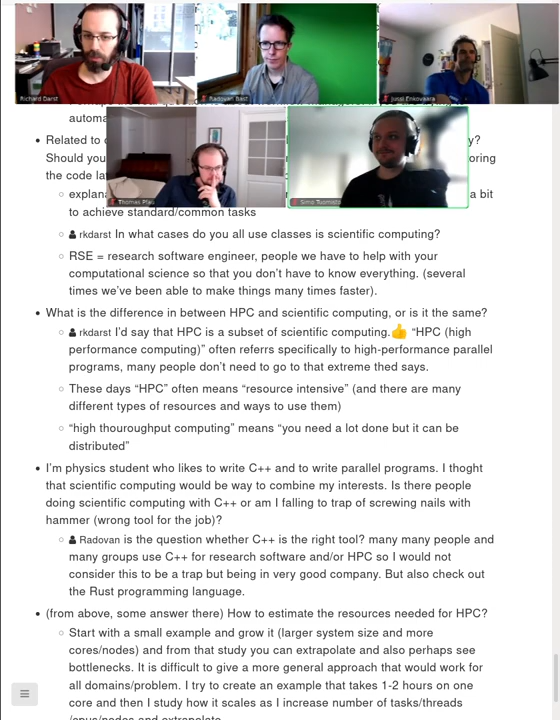 Richard Darst
Radovan Bast
Jussi Enkovaara
automa
Related to
y?
Should you
oring
the code la
Thomas Pfau
Simo Tuomisto
explana
a bit
to achieve standard/common tasks
rkdarst In what cases do you all use classes is scientific computing?
RSE = research software engineer, people we have to help with your
computational science so that you don't have to know everything. (several
times we've been able to make things many times faster).
What is the difference in between HPC and scientific computing, or is it the same?
rkdarst I'd say that HPC is a subset of scientific computing.👍 "HPC (high
performance computing)" often referrs specifically to high-performance parallel
programs, many people don't need to go to that extreme thed says.
These days "HPC" often means "resource intensive" (and there are many
different types of resources and ways to use them)
"high thouroughput computing" means "you need a lot done but it can be
distributed"
I'm physics student who likes to write C++ and to write parallel programs. I thoght
that scientific computing would be way to combine my interests. Is there people
doing scientific computing with C++ or am I falling to trap of screwing nails with
hammer (wrong tool for the job)?
Radovan is the question whether C++ is the right tool? many many people and
many groups use C++ for research software and/or HPC so I would not
consider this to be a trap but being in very good company. But also check out
the Rust programming language.
(from above, some answer there) How to estimate the resources needed for HPC?
Start with a small example and grow it (larger system size and more
cores/nodes) and from that study you can extrapolate and also perhaps see
bottlenecks. It is difficult to give a more general approach that would work for
all domains/problem. I try to create an example that takes 1-2 hours on one
core and then I study how it scales as I increase number of tasks/threads
/cpus/nodes and extrapolate